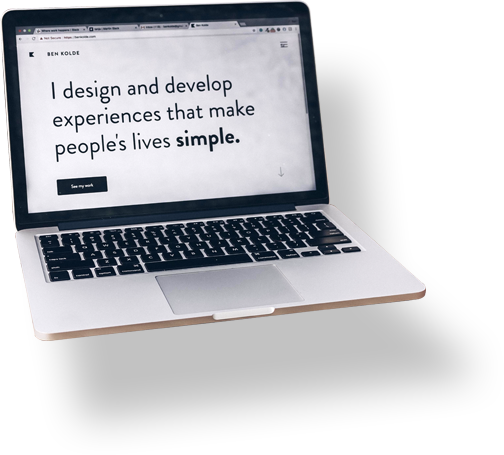 BEN KOLDE
I design and develop
experiences that make
people's lives simple.
See my work